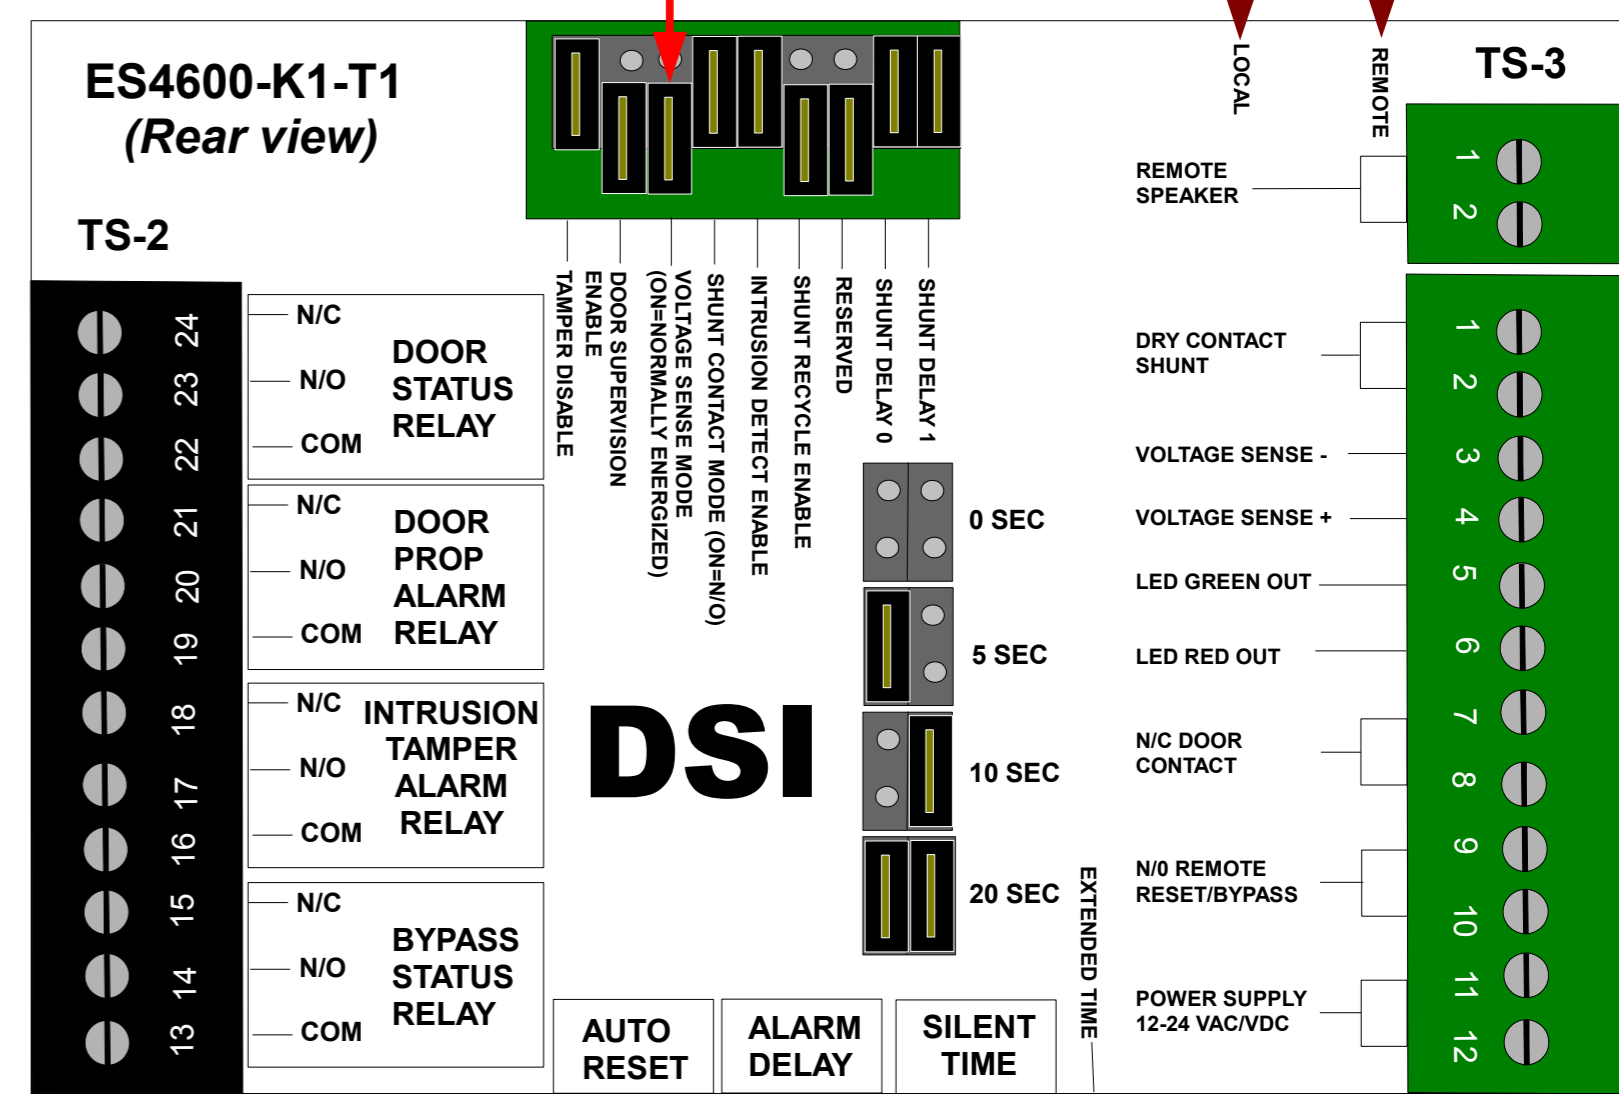 ES4600-K1-T1
(Rear view)
TS-2
24
23
22
21
20
19
18
17
16
15
14
13
N/C
N/O
COM
DOOR
STATUS
RELAY
N/C
N/O
COM
DOOR
PROP
ALARM
RELAY
N/C
N/O
COM
INTRUSION
TAMPER
ALARM
RELAY
N/C
N/O
COM
BYPASS
STATUS
RELAY
TAMPER DISABLE
DOOR SUPERVISION
ENABLE
VOLTAGE SENSE MODE
(ON=NORMALLY ENERGIZED)
SHUNT CONTACT MODE (ON=N/O)
INTRUSION DETECT ENABLE
SHUNT RECYCLE ENABLE
RESERVED
SHUNT DELAY 0
SHUNT DELAY 1
0 SEC
5 SEC
10 SEC
20 SEC
DSI
AUTO
RESET
ALARM
DELAY
SILENT
TIME
EXTENDED TIME
LOCAL
REMOTE
TS-3
REMOTE
SPEAKER
DRY CONTACT
SHUNT
VOLTAGE SENSE -
VOLTAGE SENSE +
LED GREEN OUT
LED RED OUT
N/C DOOR
CONTACT
N/0 REMOTE
RESET/BYPASS
POWER SUPPLY
12-24 VAC/VDC
1
2
1
2
3
4
5
6
7
8
9
10
11
12